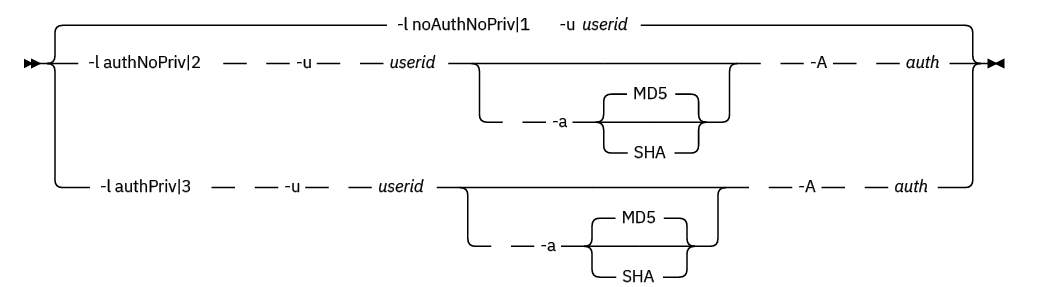 -l noAuthNoPriv|1 -u userid
-l authNoPriv|2 -u userid -A auth
MD5
-a
SHA
-l authPriv|3 -u userid -A auth
MD5
-a
SHA